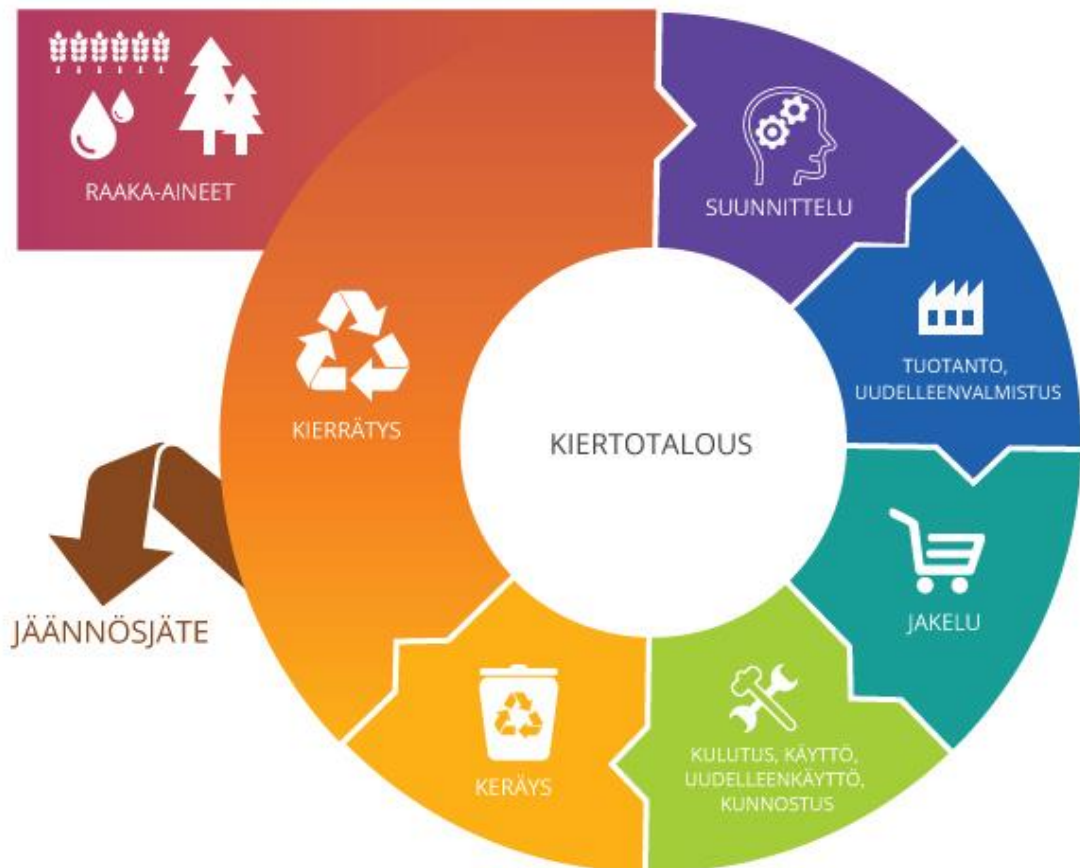 RAAKA-AINEET
SUUNNITTELU
TUOTANTO,
UUDELLEENVALMISTUS
KIERRÄTYS
KIERTOTALOUS
JAKELU
JÄÄNNÖSJÄTE
KERÄYS
KULUTUS, KÄYTTÖ,
UUDELLEENKÄYTTÖ,
KUNNOSTUS